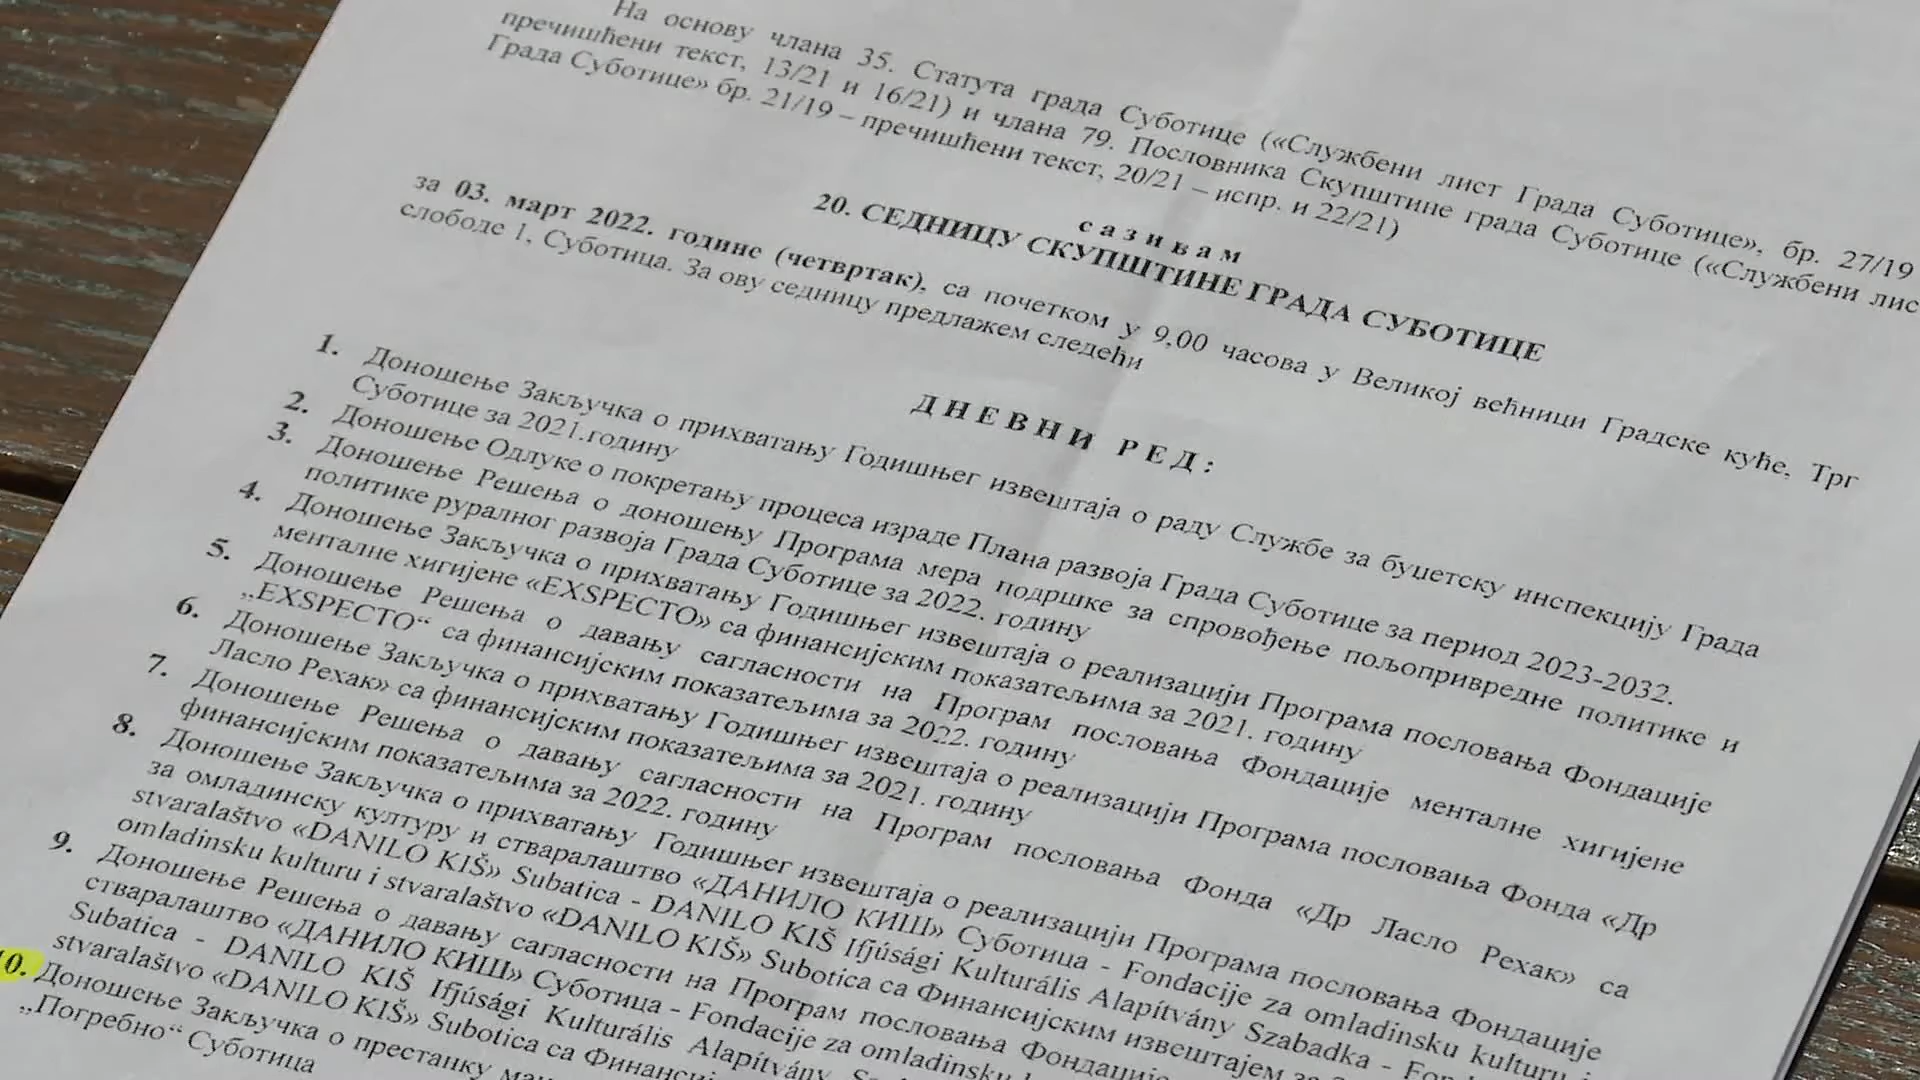 На основу члана 35. Статута града Суботице («Службени лист Града Суботице», бр. 27/19
пречишћени текст, 13/21 и 16/21) и члана 79. Пословника Скупштине града Суботице («Службени лис
Града Суботице» бр. 21/19 – пречишћени текст, 20/21 – испр. и 22/21)
с а з и в а м
20. СЕДНИЦУ СКУПШТИНЕ ГРАДА СУБОТИЦЕ
за 03. март 2022. године (четвртак), са почетком у 9,00 часова у Великој већници Градске куће, Трг
слободе 1, Суботица. За ову седницу предлажем следећи
Д Н Е В Н И Р Е Д :
1. Доношење Закључка о прихватању Годишњег извештаја о раду Службе за буџетску инспекцију Града
Суботице за 2021.годину
2. Доношење Одлуке о покретању процеса израде Плана развоја Града Суботице за период 2023-2032.
3. Доношење Решења о доношењу Програма мера подршке за спровођење пољопривредне политике и
политике руралног развоја Града Суботице за 2022. годину
4. Доношење Закључка о прихватању Годишњег извештаја о реализацији Програма пословања Фондације
менталне хигијене «EXSPECTO» са финансијским показатељима за 2021. годину
5. Доношење Решења о давању сагласности на Програм пословања Фондације менталне хигијене
„EXSPECTO“ са финансијским показатељима за 2022. годину
6. Доношење Закључка о прихватању Годишњег извештаја о реализацији Програма пословања Фонда «Др
Ласло Рехак» са финансијским показатељима за 2021. годину
7. Доношење Решења о давању сагласности на Програм пословања Фонда «Др Ласло Рехак» са
финансијским показатељима за 2022. годину
8. Доношење Закључка о прихватању Годишњег извештаја о реализацији Програма пословања Фондације
за омладинску културу и стваралаштво «ДАНИЛО КИШ» Суботица - Fondacije za omladinsku kulturu i
stvaralaštvo «DANILO KIŠ» Subatica - DANILO KIŠ Ifjúsági Kulturális Alapítvány Szabadka - Fon
omladinsku kulturu i stvaralaštvo «DANILO KIŠ» Subotica са Финансијским извештајем за
9. Доношење Решења о давању сагласности на Програм пословања Фондациј
стваралаштво «ДАНИЛО КИШ» Суботица - Fondacije za omladinsku
Subatica - DANILO KIŠ Ifjúsági Kulturális Alapítvány
stvaralaštvo «DANILO KIŠ» Subotica са Финанси
10. Доношење Закључка о престанку
„Погребно“ Суботица